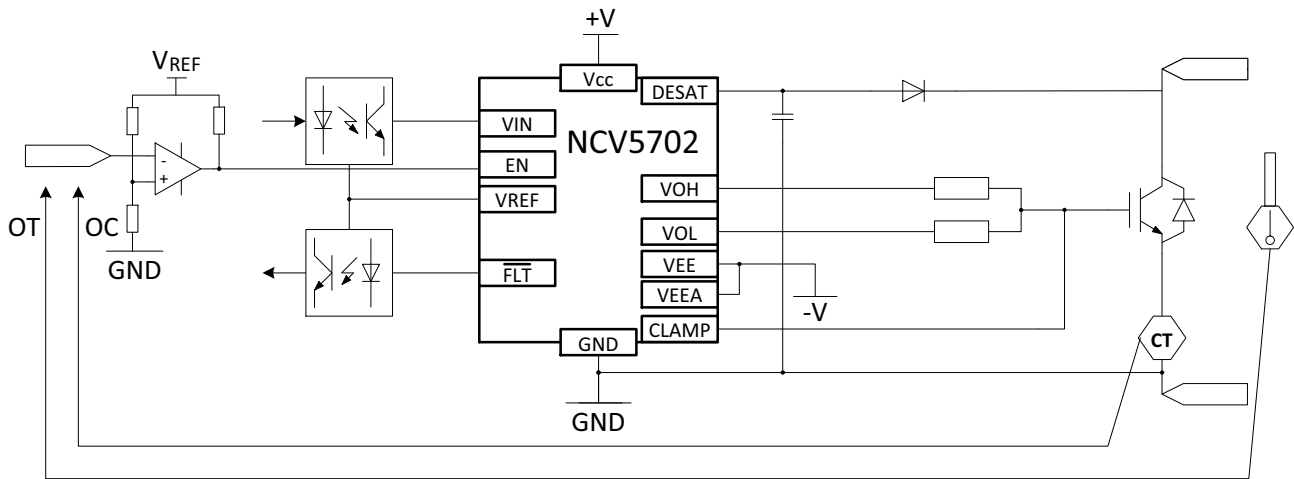 +V
VREF
Vcc
DESAT
VIN
NCV5702
EN
-
+
VOH
VREF
OT
OC
VOL
GND
VEE
FLT
VEEA
-V
CLAMP
GND
CT
GND